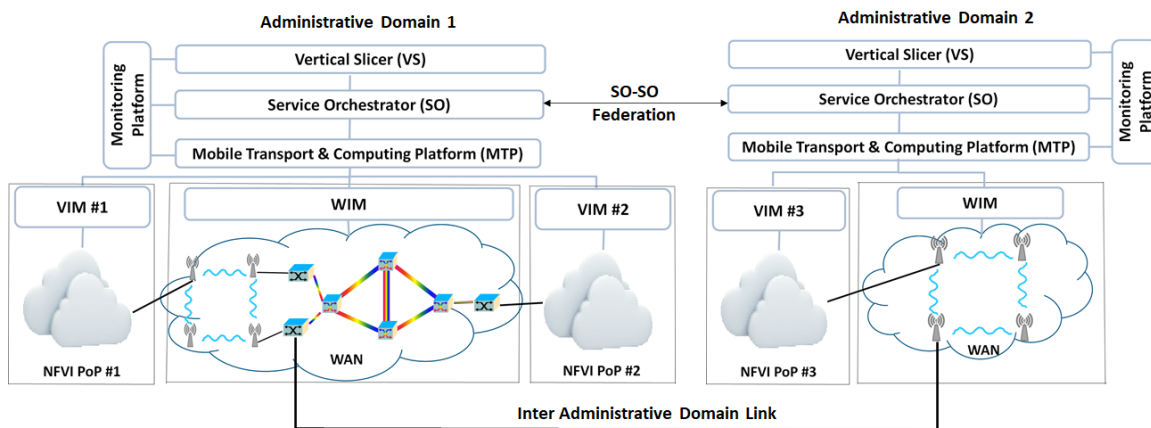 Administrative Domain 1
Administrative Domain 2
Monitoring
Platform
Vertical Slicer (VS)
Service Orchestrator (SO)
Mobile Transport & Computing Platform (MTP)
SO-SO
Federation
Vertical Slicer (VS)
Service Orchestrator (SO)
Mobile Transport & Computing Platform (MTP)
Monitoring
Platform
VIM #1
WIM
VIM #2
VIM #3
WIM
WAN
WAN
NFVI PoP #1
NFVI PoP #2
NFVI PoP #3
Inter Administrative Domain Link